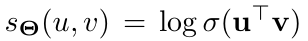 s_Θ(u, v) = log σ(u⊤v)